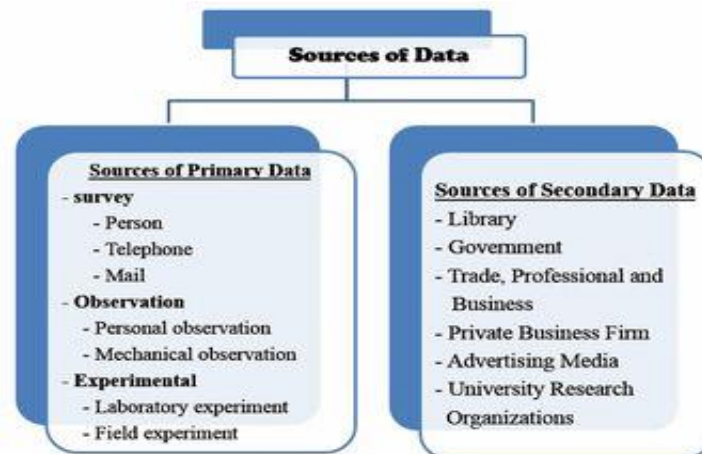 Sources of Data
Sources of Primary Data
- survey
- Person
- Telephone
- Mail
- Observation
- Personal observation
- Mechanical observation
- Experimental
- Laboratory experiment
- Field experiment
Sources of Secondary Data
- Library
- Government
- Trade, Professional and
Business
- Private Business Firm
- Advertising Media
- University Research
Organizations